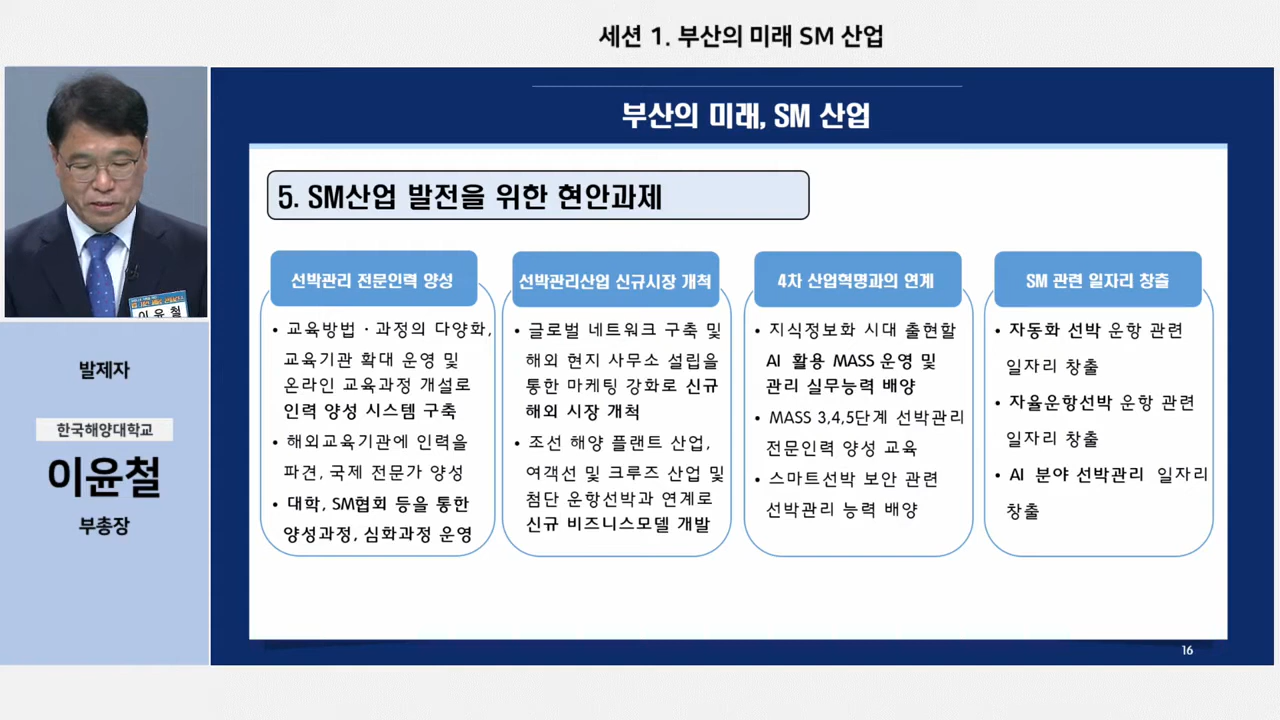 세션 1. 부산의 미래 SM 산업
부산의 미래, SM 산업
5. SM산업 발전을 위한 현안과제
선박관리 전문인력 양성
• 교육방법 · 과정의 다양화,
교육기관 확대 운영 및
온라인 교육과정 개설로
인력 양성 시스템 구축
• 해외교육기관에 인력을
파견, 국제 전문가 양성
• 대학, SM협회 등을 통한
양성과정, 심화과정 운영
선박관리산업 신규시장 개척
• 글로벌 네트워크 구축 및
해외 현지 사무소 설립을
통한 마케팅 강화로 신규
해외 시장 개척
• 조선 해양 플랜트 산업,
여객선 및 크루즈 산업 및
첨단 운항선박과 연계로
신규 비즈니스모델 개발
4차 산업혁명과의 연계
• 지식정보화 시대 출현할
AI 활용 MASS 운영 및
관리 실무능력 배양
• MASS 3,4,5단계 선박관리
전문인력 양성 교육
• 스마트선박 보안 관련
선박관리 능력 배양
SM 관련 일자리 창출
• 자동화 선박 운항 관련
일자리 창출
• 자율운항선박 운항 관련
일자리 창출
• AI 분야 선박관리 일자리
창출
16
이 윤 철
발제자
한국해양대학교
이윤철
부총장